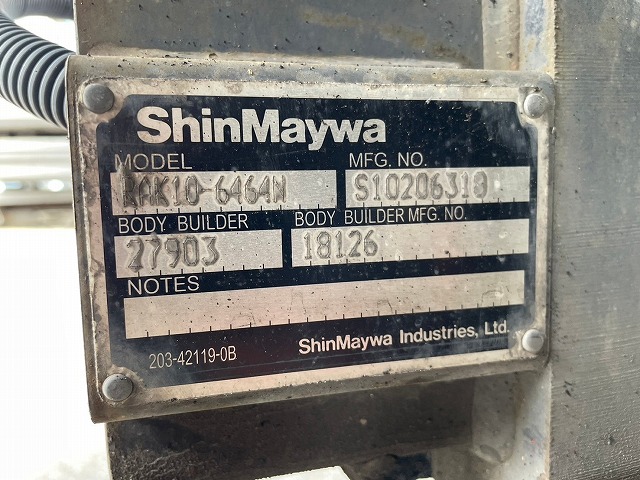 ShinMaywa
MODEL MFG. NO.
RAK10-6464N S10206318
BODY BUILDER BODY BUILDER MFG. NO.
27903 18126
NOTES
203-42119-0B ShinMaywa Industries, Ltd.